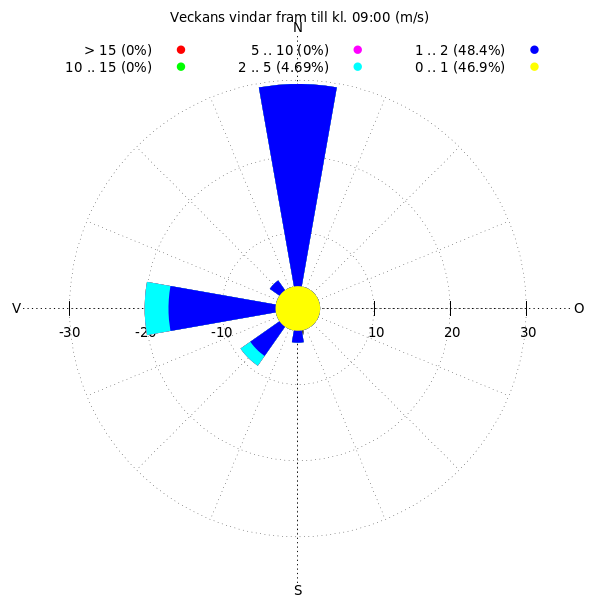 Veckans vindar fram till kl. 09:00 (m/s)
N
> 15 (0%) 5 .. 10 (0%) 1 .. 2 (48.4%)
10 .. 15 (0%) 2 .. 5 (4.69%) 0 .. 1 (46.9%)
V O
-30 -20 -10 10 20 30
S